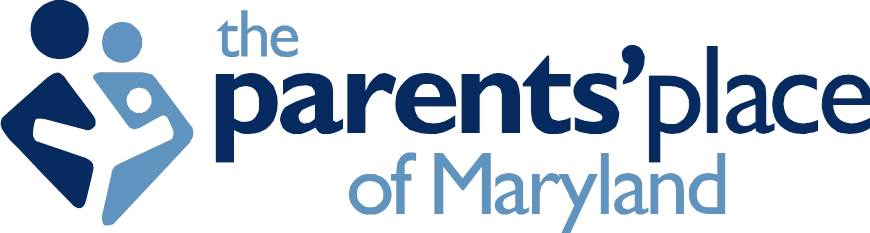 the
parents’place
of Maryland